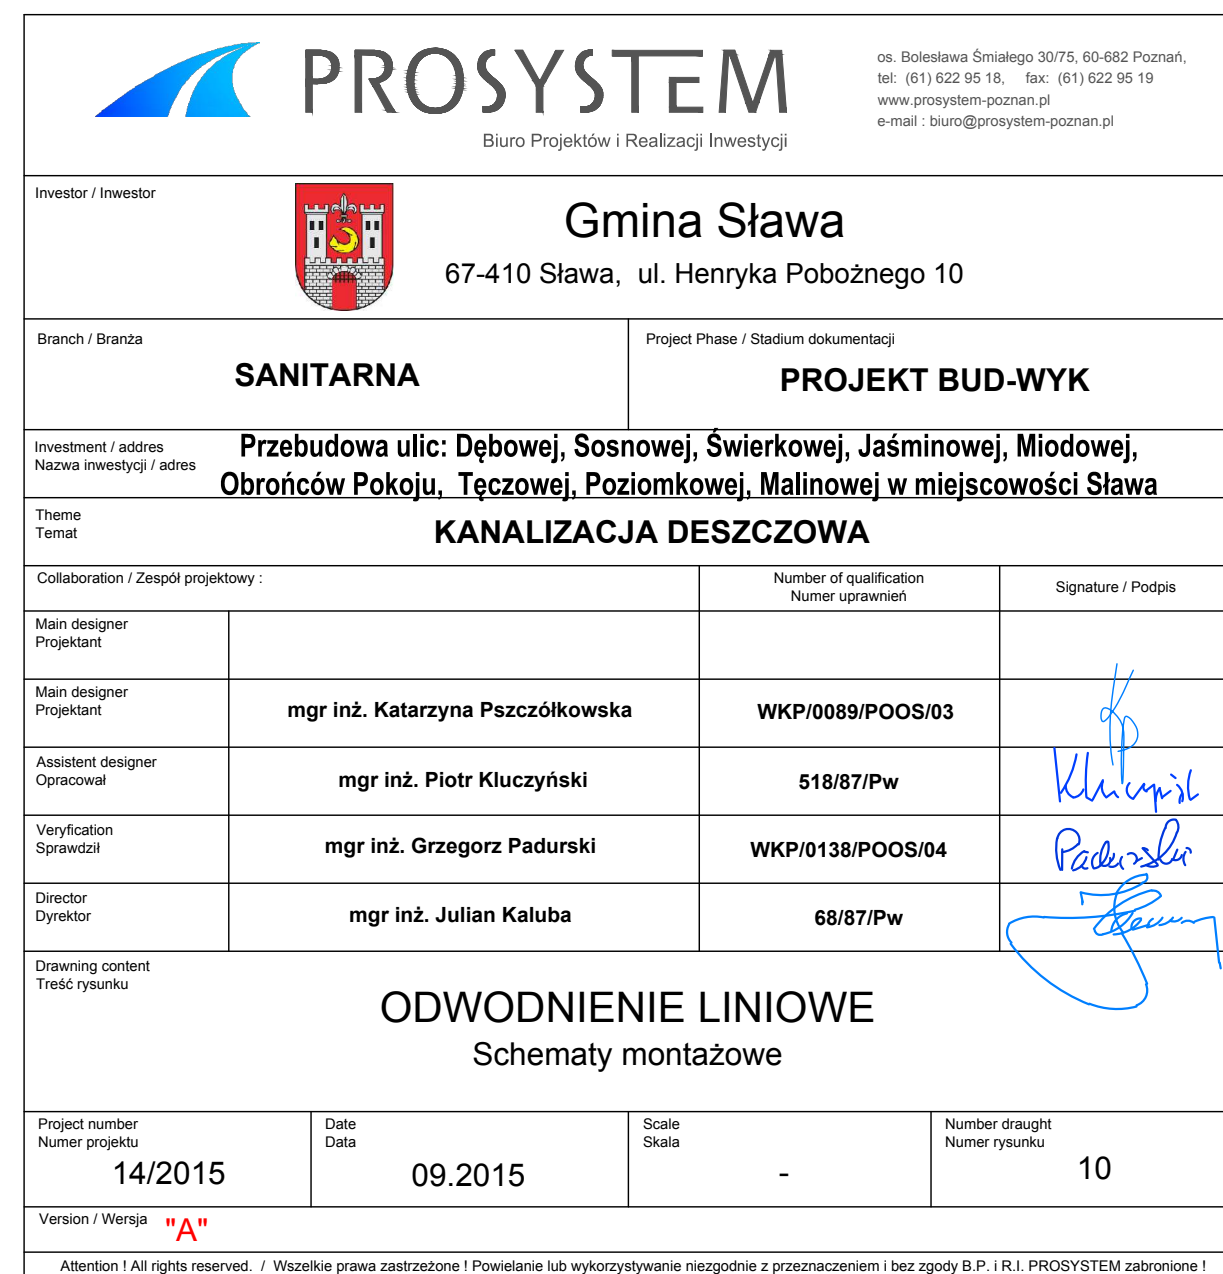 PROSYSTEM
Biuro Projektów i Realizacji Inwestycji
os. Bolesława Śmiałego 30/75, 60-682 Poznań,
tel: (61) 622 95 18, fax: (61) 622 95 19
www.prosystem-poznan.pl
e-mail : biuro@prosystem-poznan.pl
Investor / Inwestor
Gmina Sława
67-410 Sława, ul. Henryka Pobożnego 10
Branch / Branża
SANITARNA
Project Phase / Stadium dokumentacji
PROJEKT BUD-WYK
Investment / addres
Nazwa inwestycji / adres
Przebudowa ulic: Dębowej, Sosnowej, Świerkowej, Jaśminowej, Miodowej,
Obrońców Pokoju, Tęczowej, Poziomkowej, Malinowej w miejscowości Sława
Theme
Temat
KANALIZACJA DESZCZOWA
Collaboration / Zespół projektowy :
Number of qualification
Numer uprawnień
Signature / Podpis
Main designer
Projektant
Main designer
Projektant
mgr inż. Katarzyna Pszczółkowska
WKP/0089/POOS/03
Kp
Assistent designer
Opracował
mgr inż. Piotr Kluczyński
518/87/Pw
Veryfication
Sprawdził
mgr inż. Grzegorz Padurski
WKP/0138/POOS/04
Padurski
Director
Dyrektor
mgr inż. Julian Kaluba
68/87/Pw
Drawning content
Treść rysunku
ODWODNIENIE LINIOWE
Schematy montażowe
Project number
Numer projektu
14/2015
Date
Data
09.2015
Scale
Skala
-
Number draught
Numer rysunku
10
Version / Wersja "A"
Attention ! All rights reserved. / Wszelkie prawa zastrzeżone ! Powielanie lub wykorzystywanie niezgodnie z przeznaczeniem i bez zgody B.P. i R.I. PROSYSTEM zabronione !